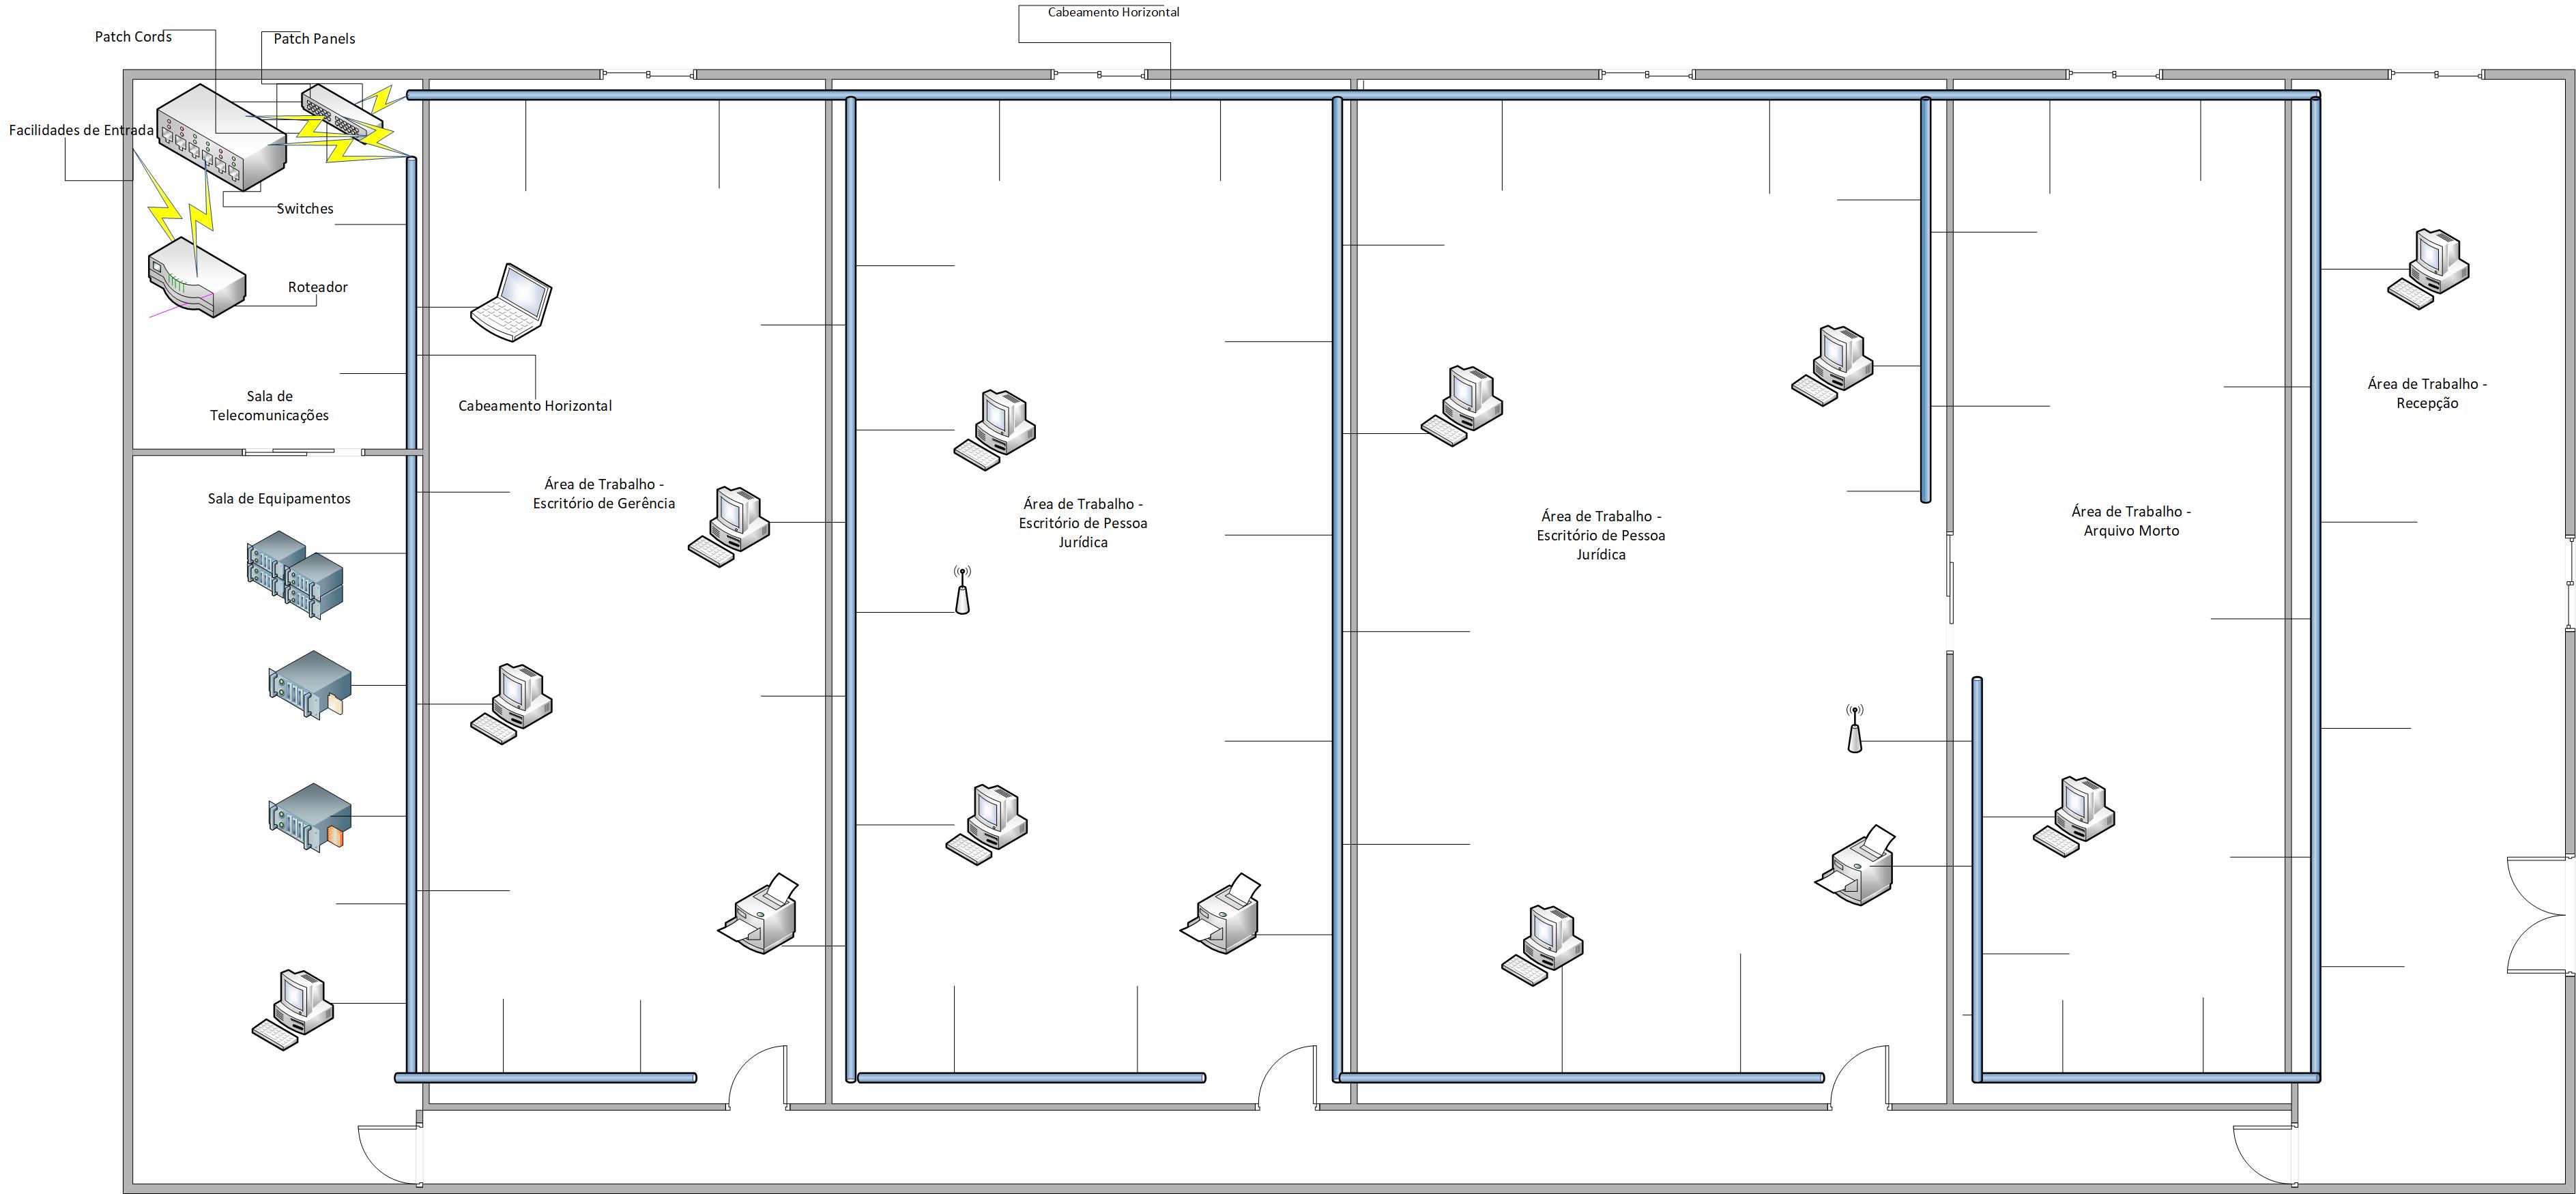 Cabeamento Horizontal
Patch Cords
Patch Panels
Facilidades de Entrada
Switches
Roteador
Sala de
Telecomunicações
Cabeamento Horizontal
Sala de Equipamentos
Área de Trabalho -
Escritório de Gerência
Área de Trabalho -
Escritório de Pessoa
Jurídica
Área de Trabalho -
Escritório de Pessoa
Jurídica
Área de Trabalho -
Arquivo Morto
Área de Trabalho -
Recepção